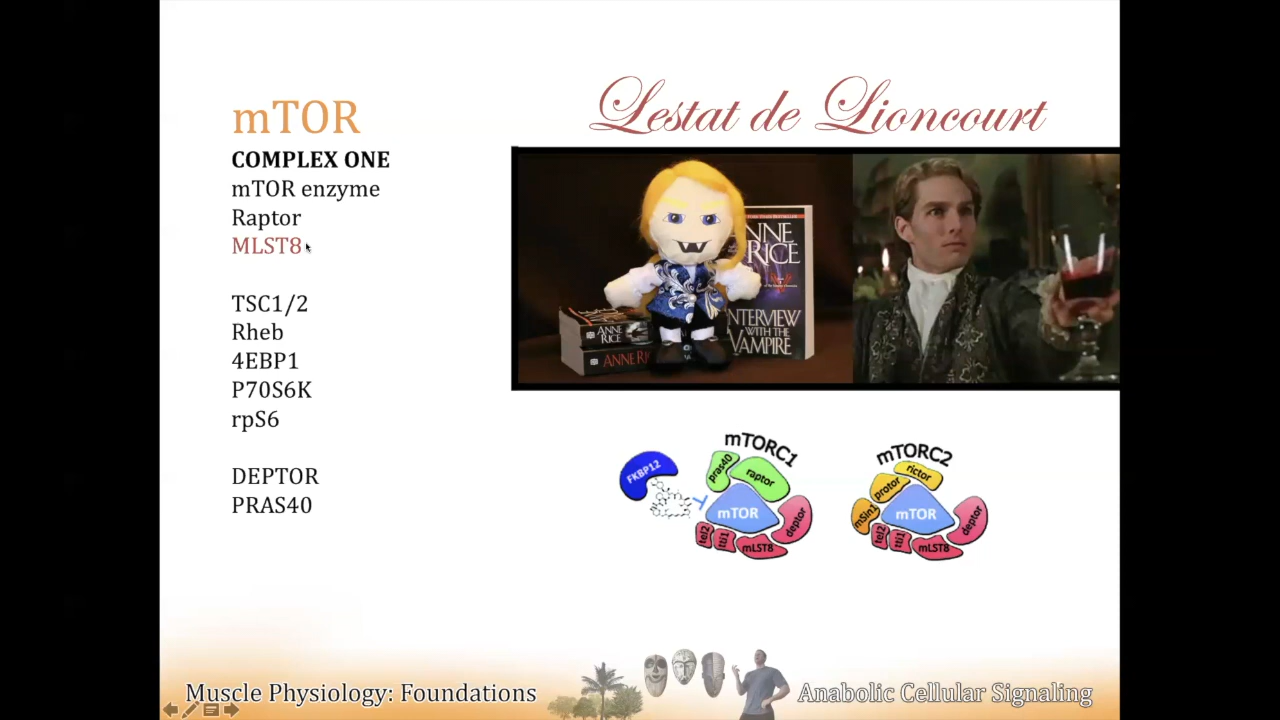 mTOR
COMPLEX ONE
mTOR enzyme
Raptor
MLST8
TSC1/2
Rheb
4EBP1
P70S6K
rpS6
DEPTOR
PRAS40
Lestat de Lioncourt
ANNE
RICE
INTERVIEW
WITH THE
VAMPIRE
ANNE
RICE
ANNE RI
mTORC1
FKBP12
pras40
raptor
mTOR
deptor
tel2
tti1
mLST8
mTORC2
rictor
protor
mSin1
mTOR
deptor
tel2
tti1
mLST8
Muscle Physiology: Foundations
Anabolic Cellular Signaling